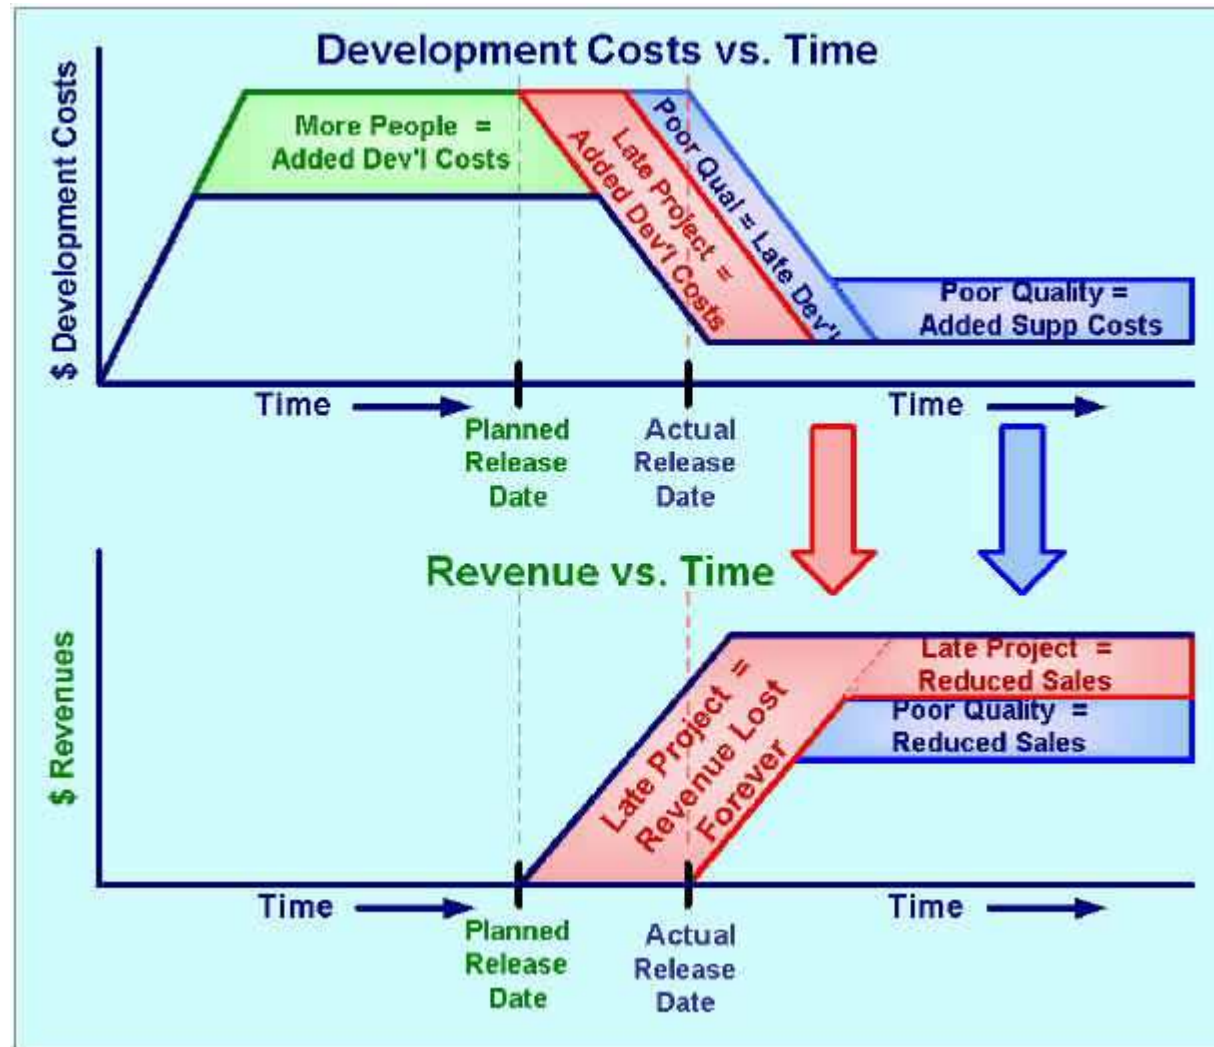 Development Costs vs. Time
$ Development Costs
More People =
Added Dev'l Costs
Late Project =
Added Dev'l Costs
Poor Qual = Late Dev'l
Poor Quality =
Added Supp Costs
Time
Time
Planned
Release
Date
Actual
Release
Date
Revenue vs. Time
$ Revenues
Late Project =
Revenue Lost
Forever
Late Project =
Reduced Sales
Poor Quality =
Reduced Sales
Time
Time
Planned
Release
Date
Actual
Release
Date